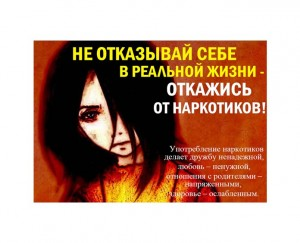 НЕ ОТКАЗЫВАЙ СЕБЕ
В РЕАЛЬНОЙ ЖИЗНИ -
ОТКАЖИСЬ
ОТ НАРКОТИКОВ!
Употребление наркотиков
делает дружбу ненадежной,
любовь – ненужной,
отношения с родителями –
напряженными,
здоровье – ослабленным.